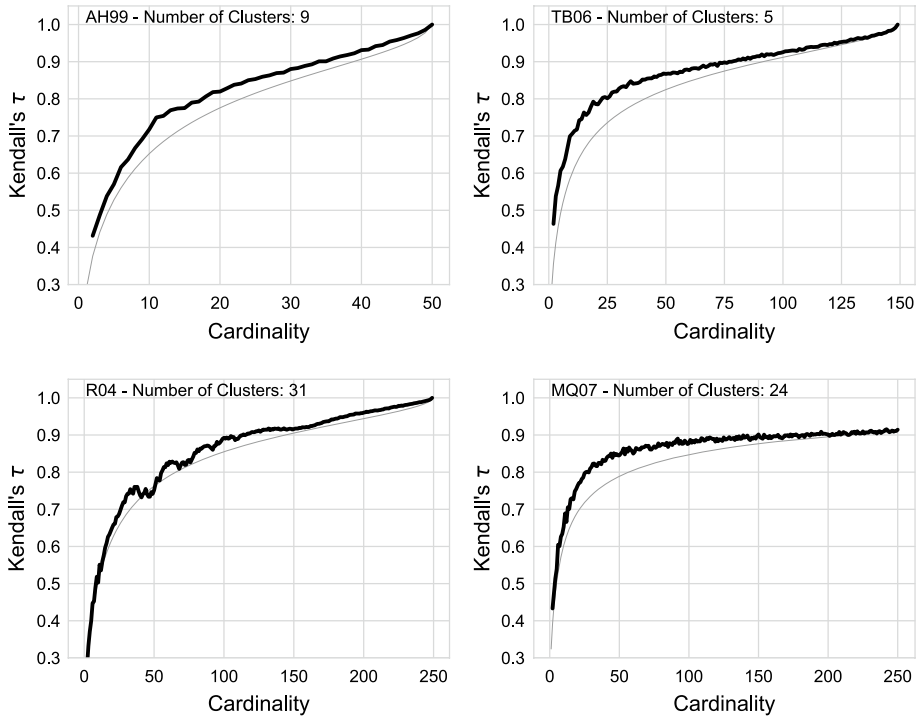 AH99 - Number of Clusters: 9
1.0
0.9
0.8
0.7
0.6
0.5
0.4
0.3
Kendall's τ
0 10 20 30 40 50
Cardinality
TB06 - Number of Clusters: 5
1.0
0.9
0.8
0.7
0.6
0.5
0.4
0.3
Kendall's τ
0 25 50 75 100 125 150
Cardinality
R04 - Number of Clusters: 31
1.0
0.9
0.8
0.7
0.6
0.5
0.4
0.3
Kendall's τ
0 50 100 150 200 250
Cardinality
MQ07 - Number of Clusters: 24
1.0
0.9
0.8
0.7
0.6
0.5
0.4
0.3
Kendall's τ
0 50 100 150 200 250
Cardinality